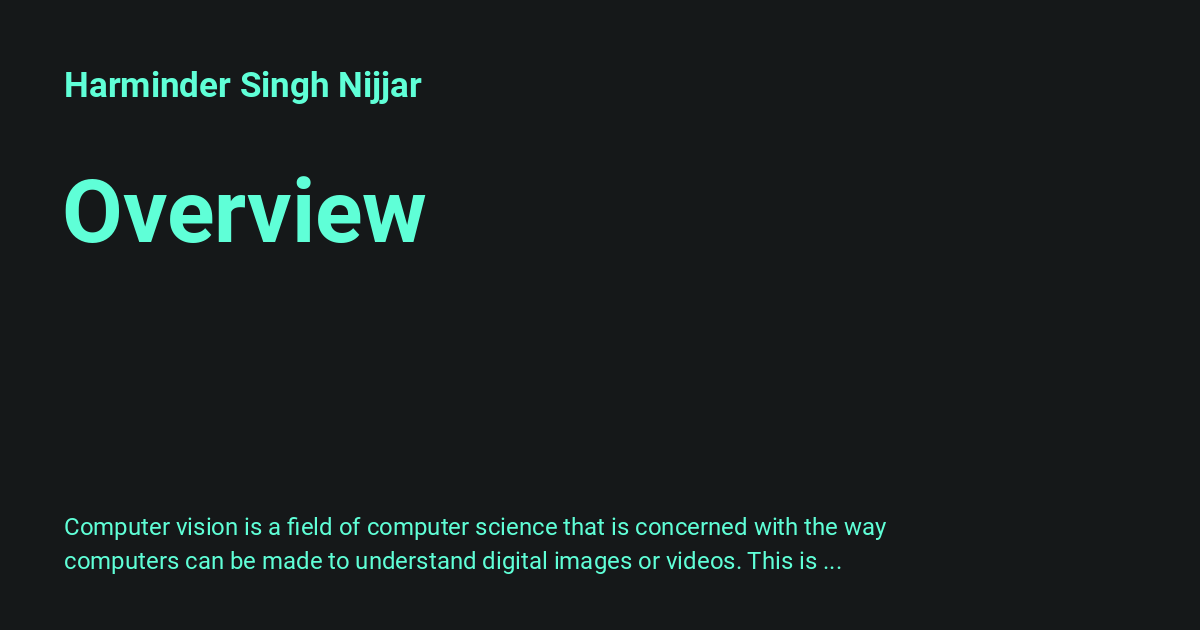 Harminder Singh Nijjar
Overview
Computer vision is a field of computer science that is concerned with the way
computers can be made to understand digital images or videos. This is ...